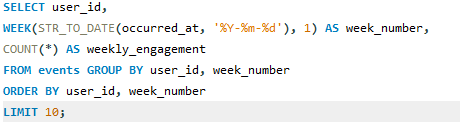 SELECT user_id,
WEEK(STR_TO_DATE(occurred_at, '%Y-%m-%d'), 1) AS week_number,
COUNT(*) AS weekly_engagement
FROM events GROUP BY user_id, week_number
ORDER BY user_id, week_number
LIMIT 10;